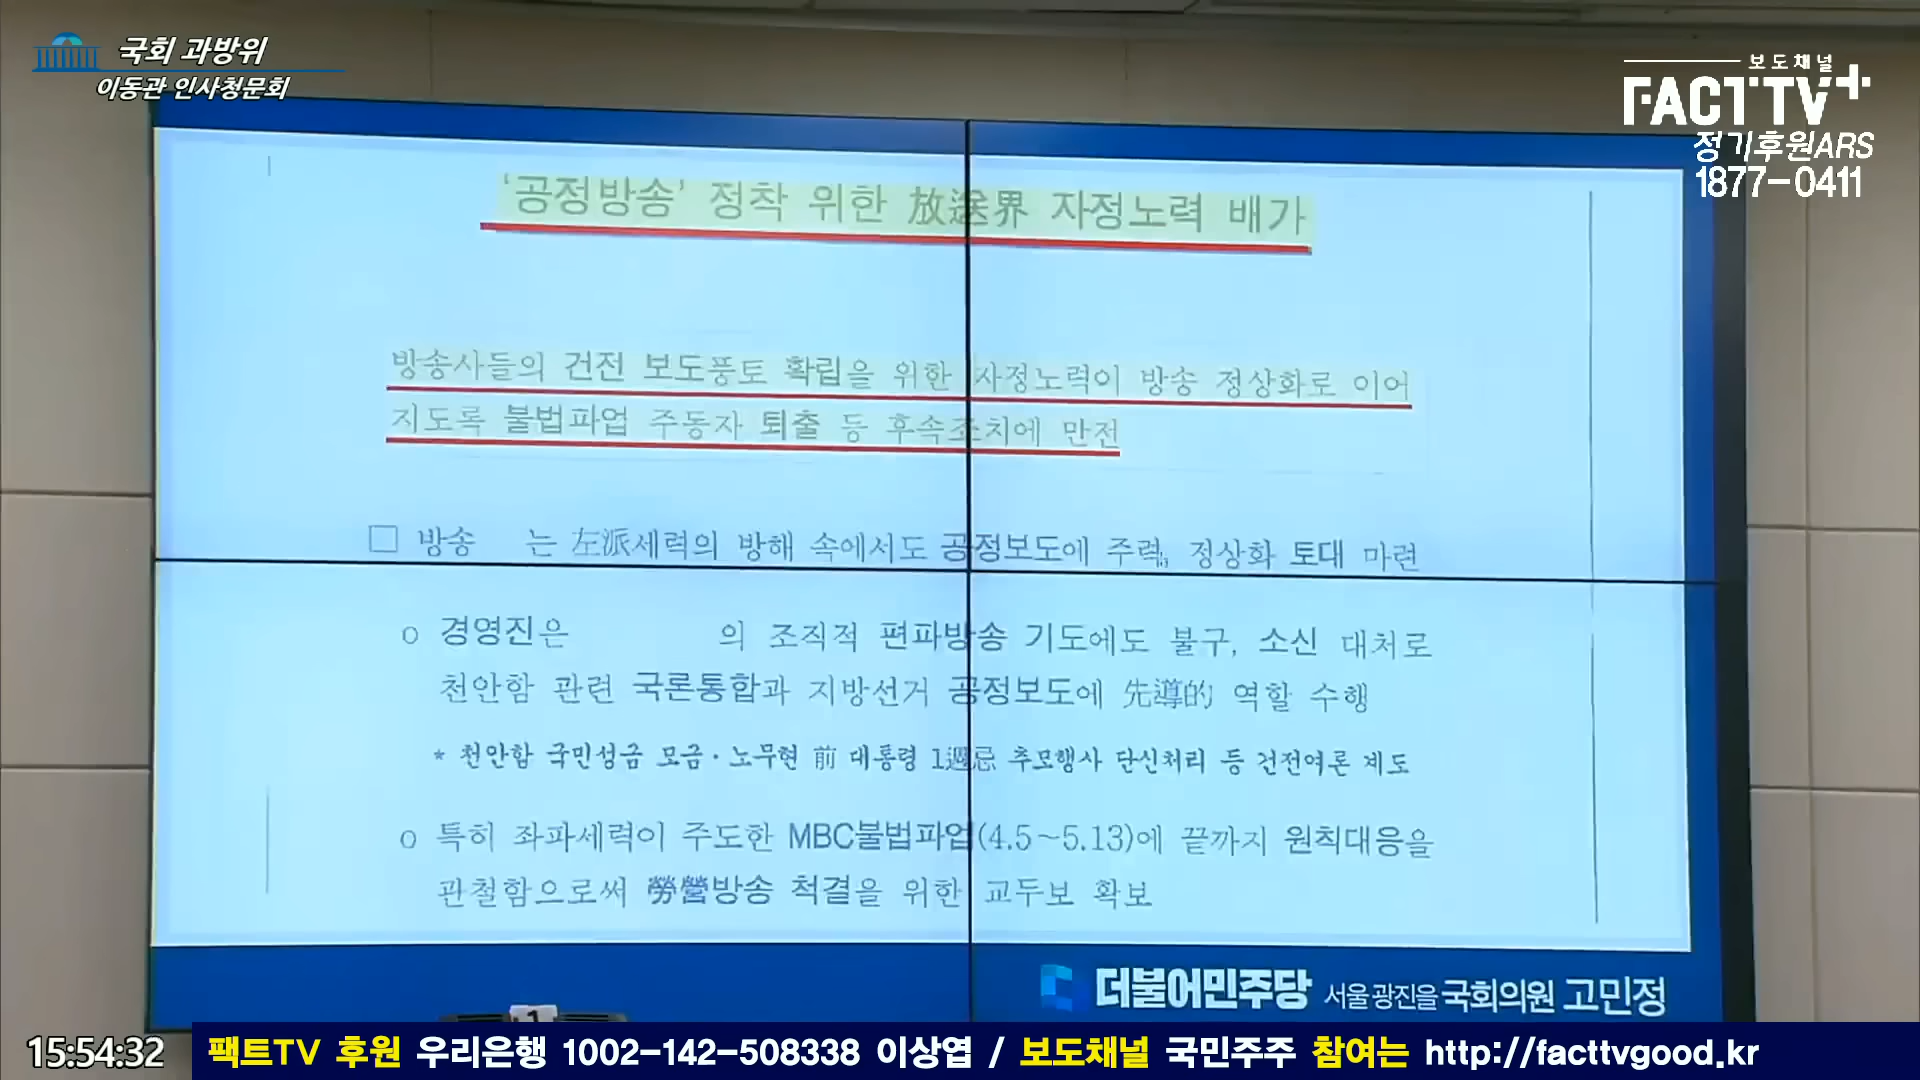 국회 과방위
이동관 인사청문회
보도채널
FACTTV+
정기후원ARS
1877-0411
'공정방송' 정착 위한 放送界 자정노력 배가
방송사들의 건전 보도풍토 확립을 위한 자정노력이 방송 정상화로 이어
지도록 불법파업 주동자 퇴출 등 후속조치에 만전
□ 방송 는 左派세력의 방해 속에서도 공정보도에 주력, 정상화 토대 마련
o 경영진은 의 조직적 편파방송 기도에도 불구, 소신 대처로
천안함 관련 국론통합과 지방선거 공정보도에 先導的 역할 수행
* 천안함 국민성금 모금·노무현 前 대통령 1週忌 추모행사 단신처리 등 건전여론 계도
o 특히 좌파세력이 주도한 MBC불법파업(4.5~5.13)에 끝까지 원칙대응을
관철함으로써 勞營방송 척결을 위한 교두보 확보
더불어민주당 서울 광진을 국회의원 고민정
1
15:54:32 팩트TV 후원 우리은행 1002-142-508338 이상엽 / 보도채널 국민주주 참여는 http://facttvgood.kr